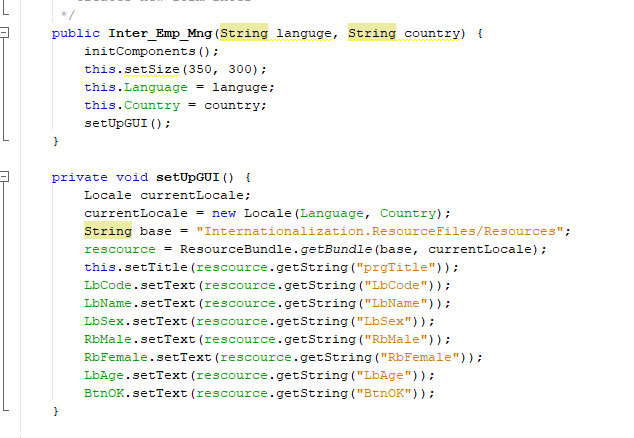 */
public Inter_Emp_Mng(String languge, String country) {
initComponents();
this.setSize(350, 300);
this.Language = languge;
this.Country = country;
setUpGUI();
}
private void setUpGUI() {
Locale currentLocale;
currentLocale = new Locale(Language, Country);
String base = "Internationalization.ResourceFiles/Resources";
rescource = ResourceBundle.getBundle(base, currentLocale);
this.setTitle(rescource.getString("prgTitle"));
LbCode.setText(rescource.getString("LbCode"));
LbName.setText(rescource.getString("LbName"));
LbSex.setText(rescource.getString("LbSex"));
RbMale.setText(rescource.getString("RbMale"));
RbFemale.setText(rescource.getString("RbFemale"));
LbAge.setText(rescource.getString("LbAge"));
BtnOK.setText(rescource.getString("BtnOK"));
}